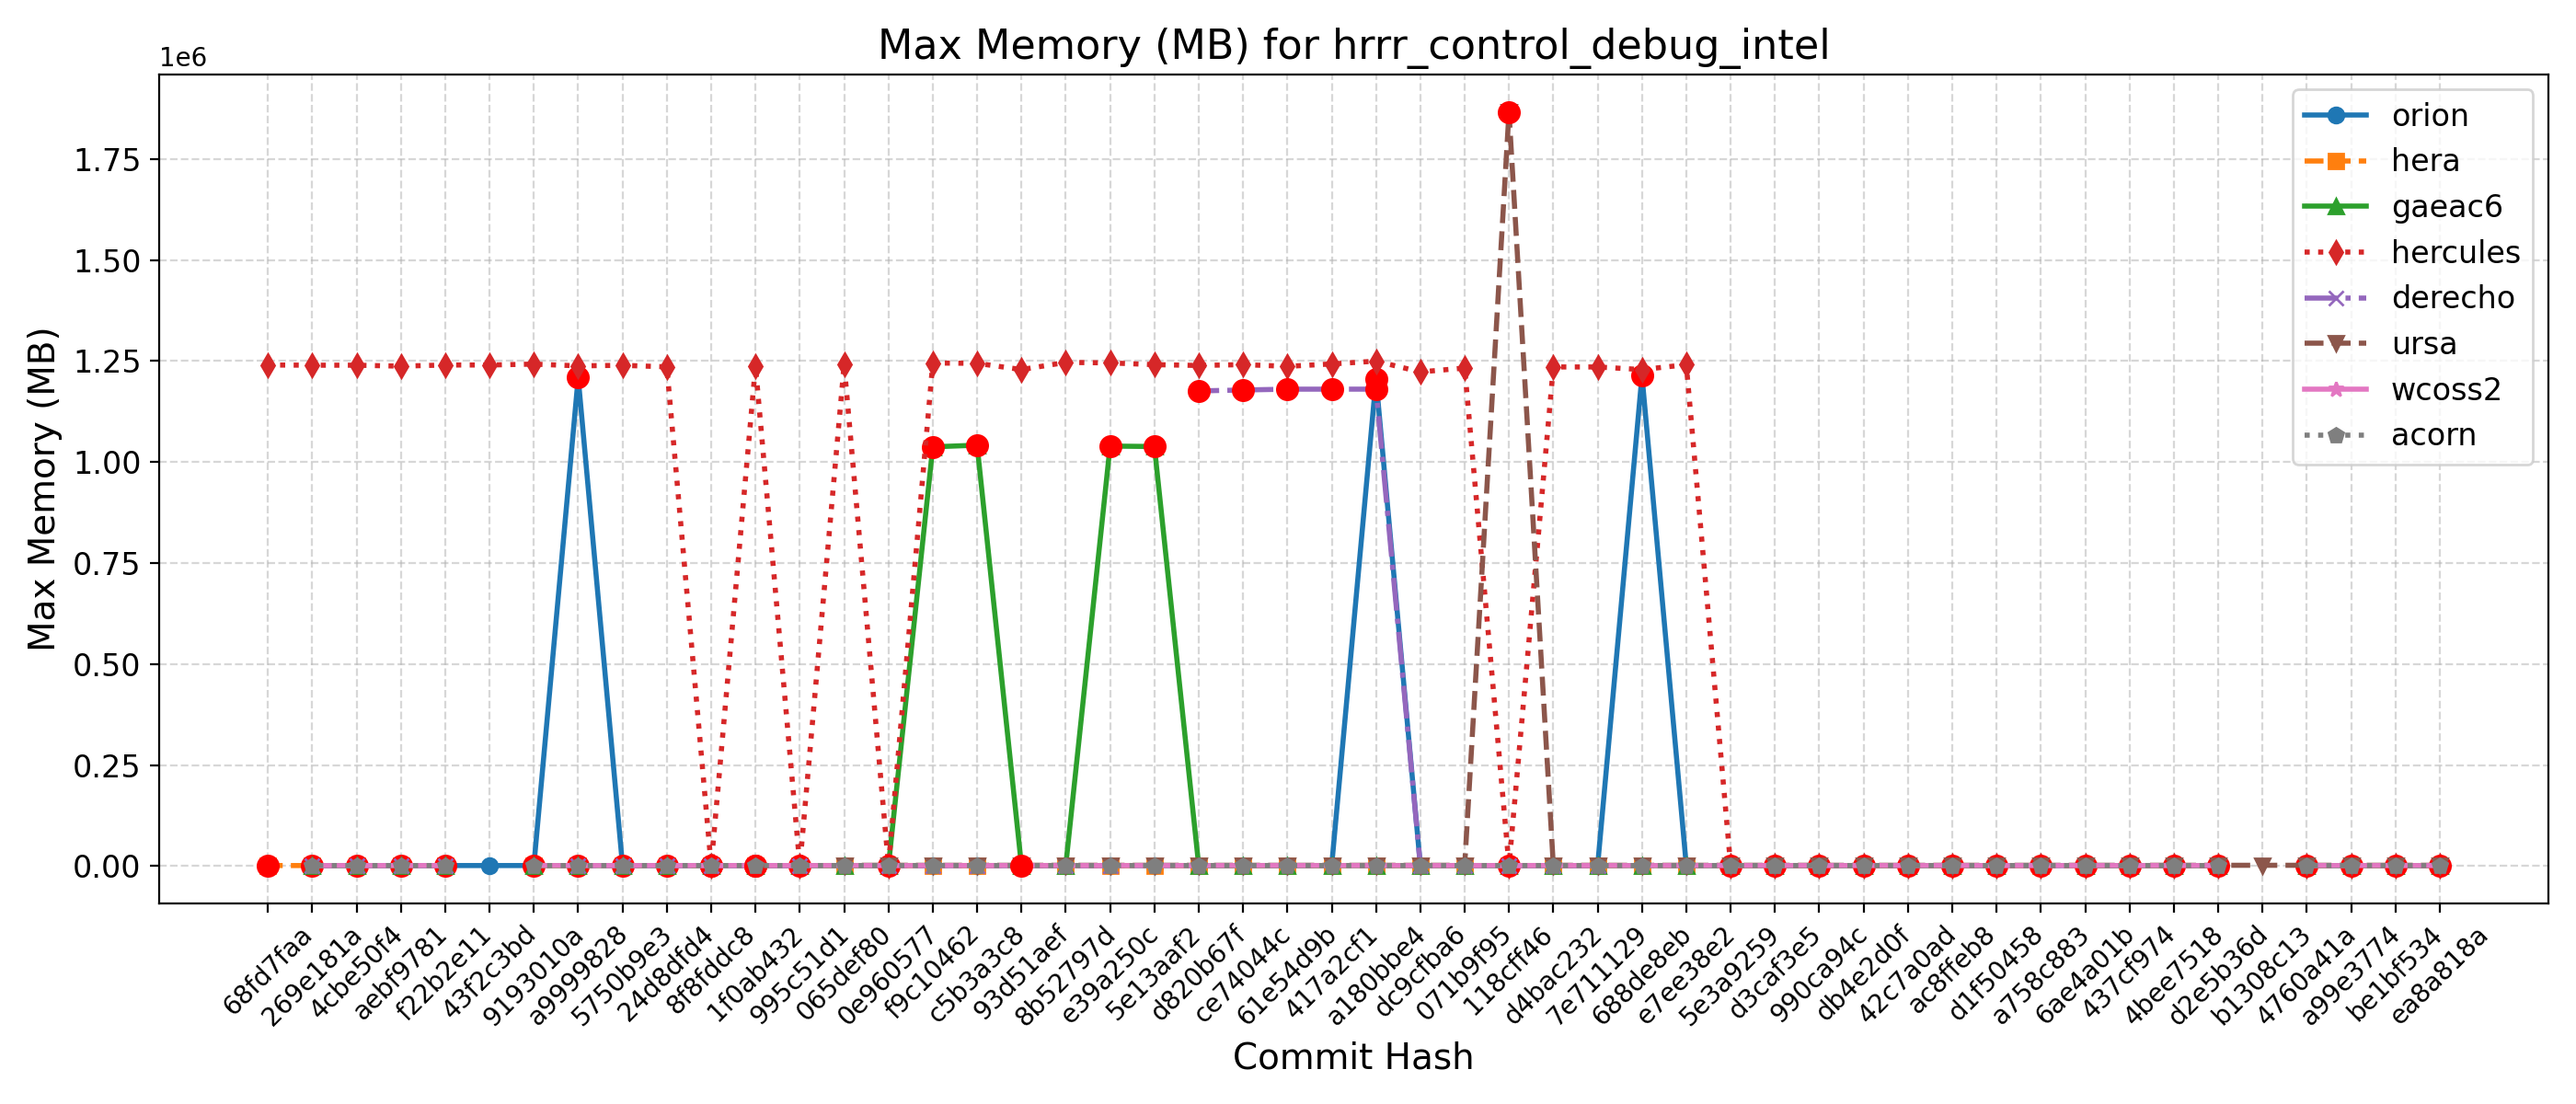 Max Memory (MB) for hrrr_control_debug_intel
1e6
1.75
1.50
1.25
1.00
0.75
0.50
0.25
0.00
Max Memory (MB)
orion
hera
gaeac6
hercules
derecho
ursa
wcoss2
acorn
68fd7faa
269e181a
4cbe50f4
aebf9781
f22b2e11
43f2c3bd
9193010a
a9999828
5750b9e3
24d8dfd4
8f8fddc8
1f0ab432
995c51d1
065def80
0e960577
f9c10462
c5b3a3c8
93d51aef
8b52797d
e39a250c
5e13aaf2
d820b67f
ce74044c
61e54d9b
417a2cf1
a180bbe4
dc9cfba6
071b9f95
118cff46
d4bac232
7e711129
688de8eb
e7ee38e2
5e3a9259
d3caf3e5
990ca94c
db4e2d0f
42c7a0ad
ac8ffeb8
d1f50458
a758c883
6ae4a01b
437cf974
4bee7518
d2e5b36d
b1308c13
4760a41a
a99e3774
be1bf534
ea8a818a
Commit Hash